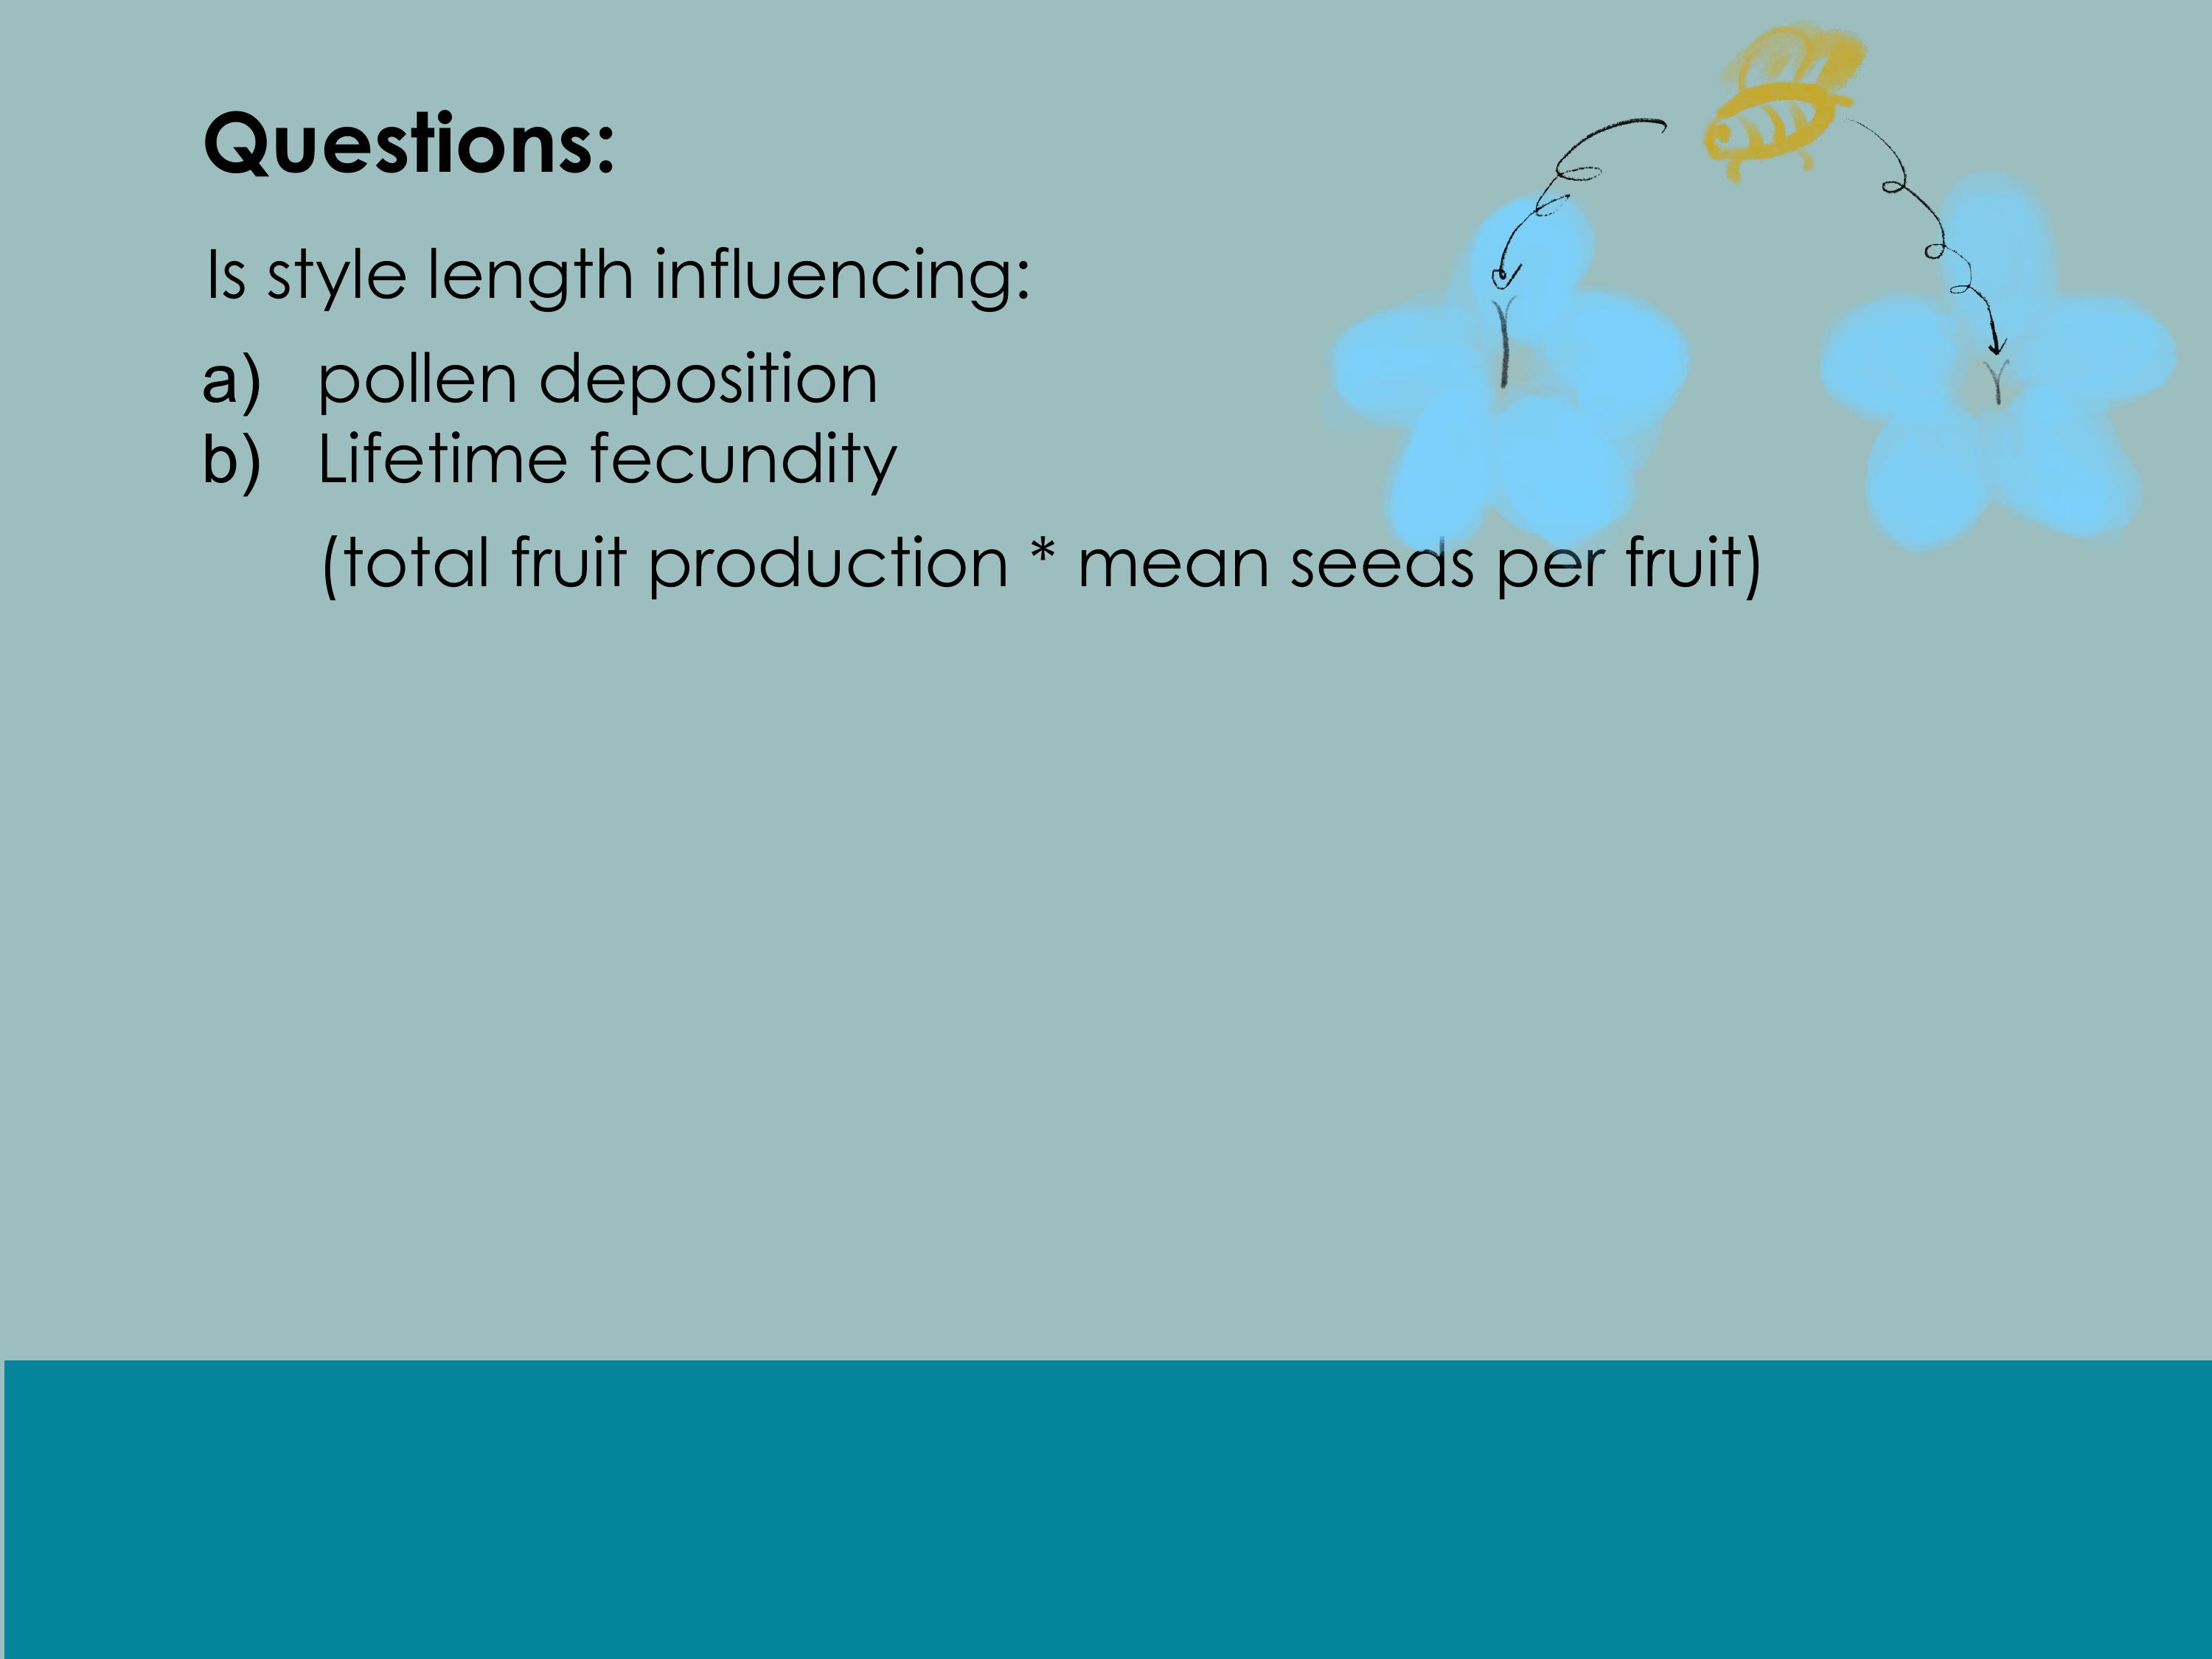 Questions:
Is style length influencing:
a) pollen deposition
b) Lifetime fecundity
(total fruit production * mean seeds per fruit)